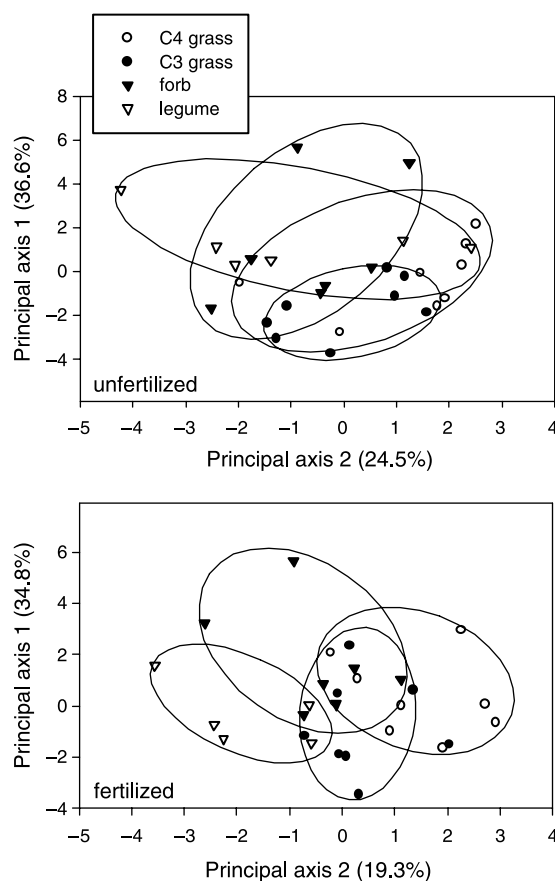 C4 grass
C3 grass
forb
legume
8
6
4
2
0
−2
−4
Principal axis 1 (36.6%)
unfertilized
−5 −4 −3 −2 −1 0 1 2 3 4
Principal axis 2 (24.5%)
6
4
2
0
−2
−4
Principal axis 1 (34.8%)
fertilized
−5 −4 −3 −2 −1 0 1 2 3 4
Principal axis 2 (19.3%)